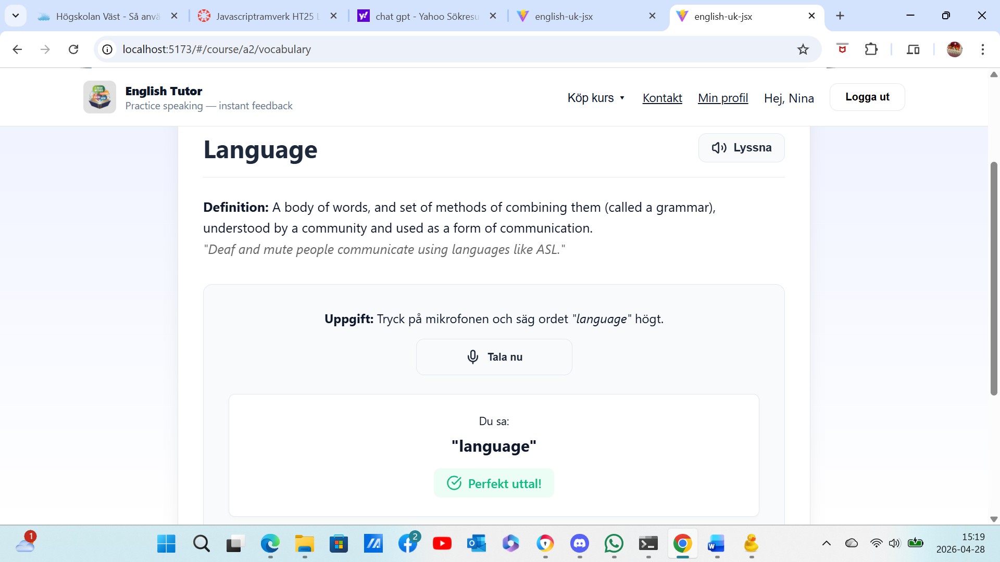 Högskolan Väst - Så anvä
Javascriptramverk HT25 L
chat gpt - Yahoo Sökresu
english-uk-jsx
english-uk-jsx
localhost:5173/#/course/a2/vocabulary
English Tutor
Practice speaking — instant feedback
Köp kurs ▾
Kontakt
Min profil
Hej, Nina
Logga ut
Language
Lyssna
Definition: A body of words, and set of methods of combining them (called a grammar),
understood by a community and used as a form of communication.
"Deaf and mute people communicate using languages like ASL."
Uppgift: Tryck på mikrofonen och säg ordet "language" högt.
Tala nu
Du sa:
"language"
Perfekt uttal!
1
2
15:19
2026-04-28